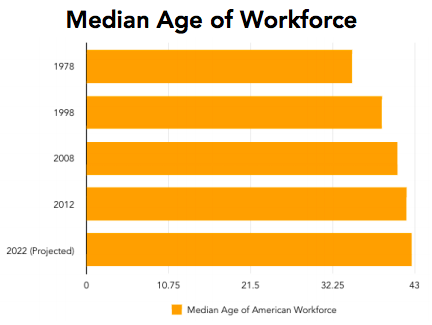 Median Age of Workforce
1978
1998
2008
2012
2022 (Projected)
0 10.75 21.5 32.25 43
Median Age of American Workforce